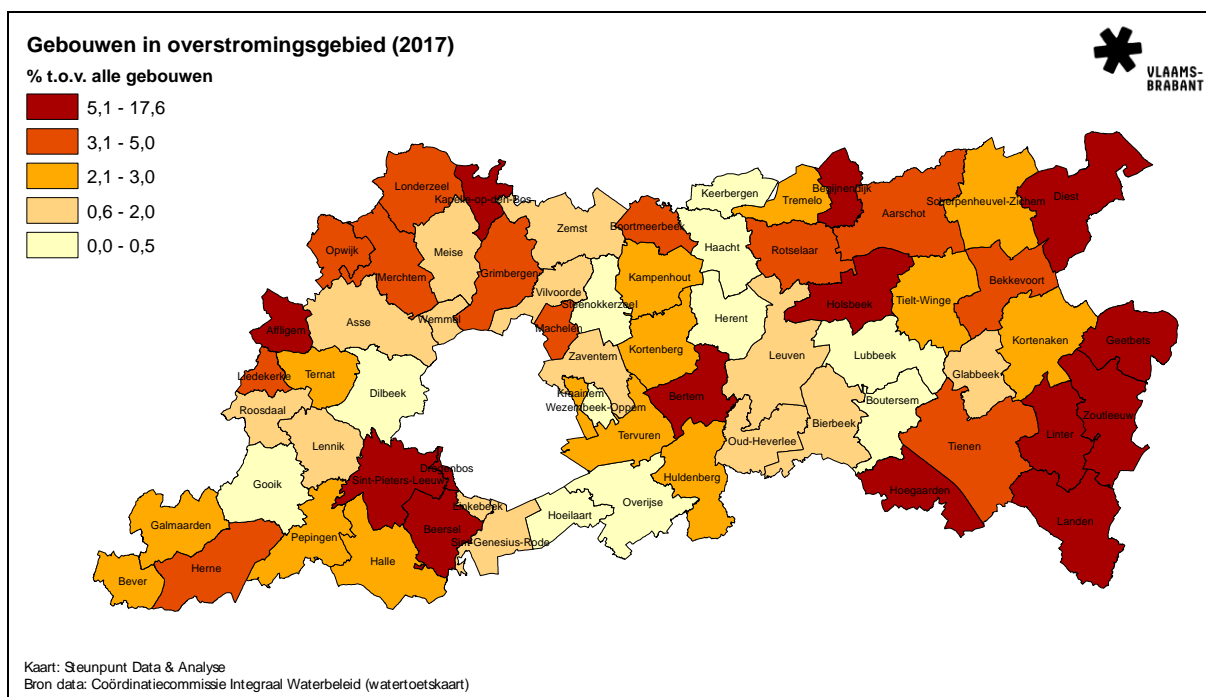 Gebouwen in overstromingsgebied (2017)
% t.o.v. alle gebouwen
5,1 - 17,6
3,1 - 5,0
2,1 - 3,0
0,6 - 2,0
0,0 - 0,5
VLAAMS-
BRABANT
Londerzeel
Kapelle-op-den-Bos
Keerbergen
Tremelo
Begijnendijk
Aarschot
Scherpenheuvel-Zichem
Diest
Zemst
Boortmeerbeek
Haacht
Rotselaar
Opwijk
Merchtem
Meise
Grimbergen
Vilvoorde
Steenokkerzeel
Kampenhout
Herent
Holsbeek
Tielt-Winge
Bekkevoort
Affligem
Asse
Wemmel
Machelen
Zaventem
Kortenberg
Leuven
Lubbeek
Glabbeek
Kortenaken
Geetbets
Liedekerke
Ternat
Dilbeek
Kraainem
Wezembeek-Oppem
Bertem
Boutersem
Zoutleeuw
Roosdaal
Lennik
Tervuren
Oud-Heverlee
Bierbeek
Tienen
Linter
Gooik
Sint-Pieters-Leeuw
Drogenbos
Huldenberg
Hoegaarden
Landen
Galmaarden
Pepingen
Beersel
Linkebeek
Hoeilaart
Overijse
Sint-Genesius-Rode
Bever
Herne
Halle
Kaart: Steunpunt Data & Analyse
Bron data: Coördinatiecommissie Integraal Waterbeleid (watertoetskaart)